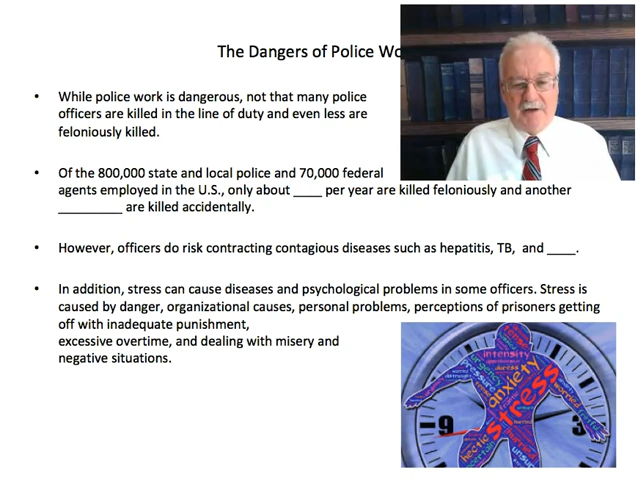 The Dangers of Police Wo
• While police work is dangerous, not that many police
officers are killed in the line of duty and even less are
feloniously killed.
• Of the 800,000 state and local police and 70,000 federal
agents employed in the U.S., only about ____ per year are killed feloniously and another
_________ are killed accidentally.
• However, officers do risk contracting contagious diseases such as hepatitis, TB,  and ____.
• In addition, stress can cause diseases and psychological problems in some officers. Stress is
caused by danger, organizational causes, personal problems, perceptions of prisoners getting
off with inadequate punishment,
excessive overtime, and dealing with misery and
negative situations.
intensity
duress
urgency
pressure
anxiety
stress
worried
hectic
hurried
9
3